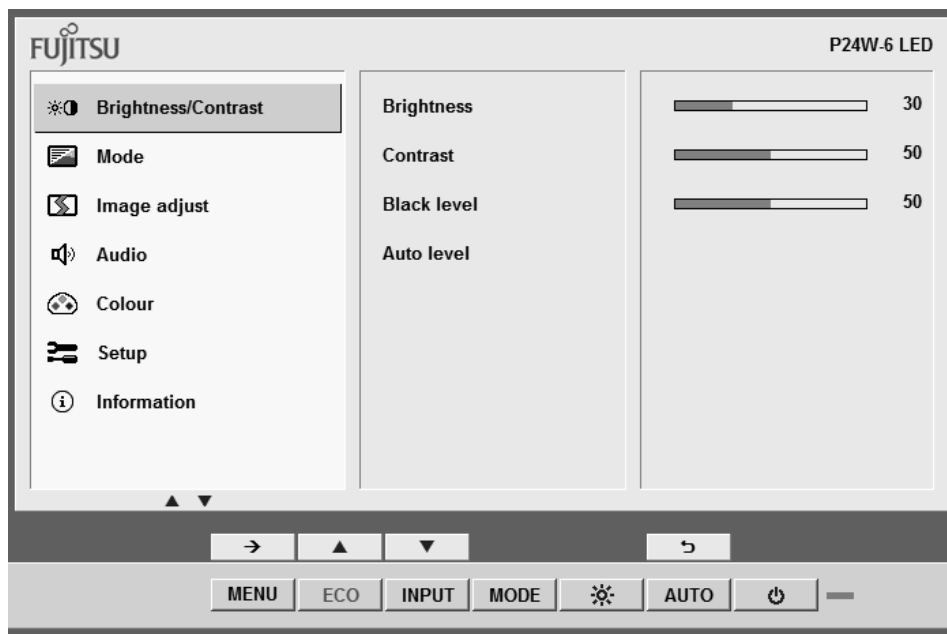 FUJITSU
P24W-6 LED
Brightness/Contrast
Mode
Image adjust
Audio
Colour
Setup
Information
Brightness
Contrast
Black level
Auto level
30
50
50
MENU
ECO
INPUT
MODE
AUTO